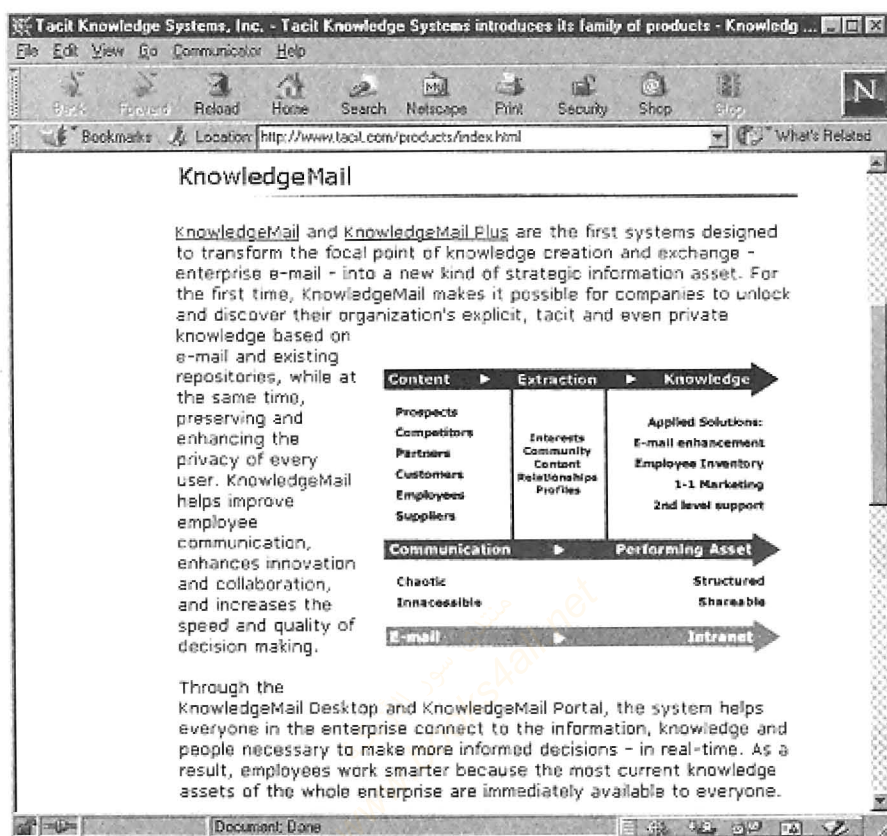 Tacit Knowledge Systems, Inc. - Tacit Knowledge Systems introduces its family of products - Knowledg ...
File Edit View Go Communicator Help
Back Forward Reload Home Search Netscape Print Security Shop Stop
My
N
Bookmarks Location: http://www.tacit.com/products/index.html What's Related
KnowledgeMail
KnowledgeMail and KnowledgeMail Plus are the first systems designed
to transform the focal point of knowledge creation and exchange -
enterprise e-mail - into a new kind of strategic information asset. For
the first time, KnowledgeMail makes it possible for companies to unlock
and discover their organization's explicit, tacit and even private
knowledge based on
e-mail and existing
repositories, while at
the same time,
preserving and
enhancing the
privacy of every
user. KnowledgeMail
helps improve
employee
communication,
enhances innovation
and collaboration,
and increases the
speed and quality of
decision making.
Content Extraction Knowledge
Prospects
Competitors
Partners
Customers
Employees
Suppliers
Interests
Community
Content
Relationships
Profiles
Applied Solutions:
E-mail enhancement
Employee Inventory
1-1 Marketing
2nd level support
Communication Performing Asset
Chaotic Structured
Innacessible Shareable
E-mail Intranet
Through the
KnowledgeMail Desktop and KnowledgeMail Portal, the system helps
everyone in the enterprise connect to the information, knowledge and
people necessary to make more informed decisions - in real-time. As a
result, employees work smarter because the most current knowledge
assets of the whole enterprise are immediately available to everyone.
Document: Done